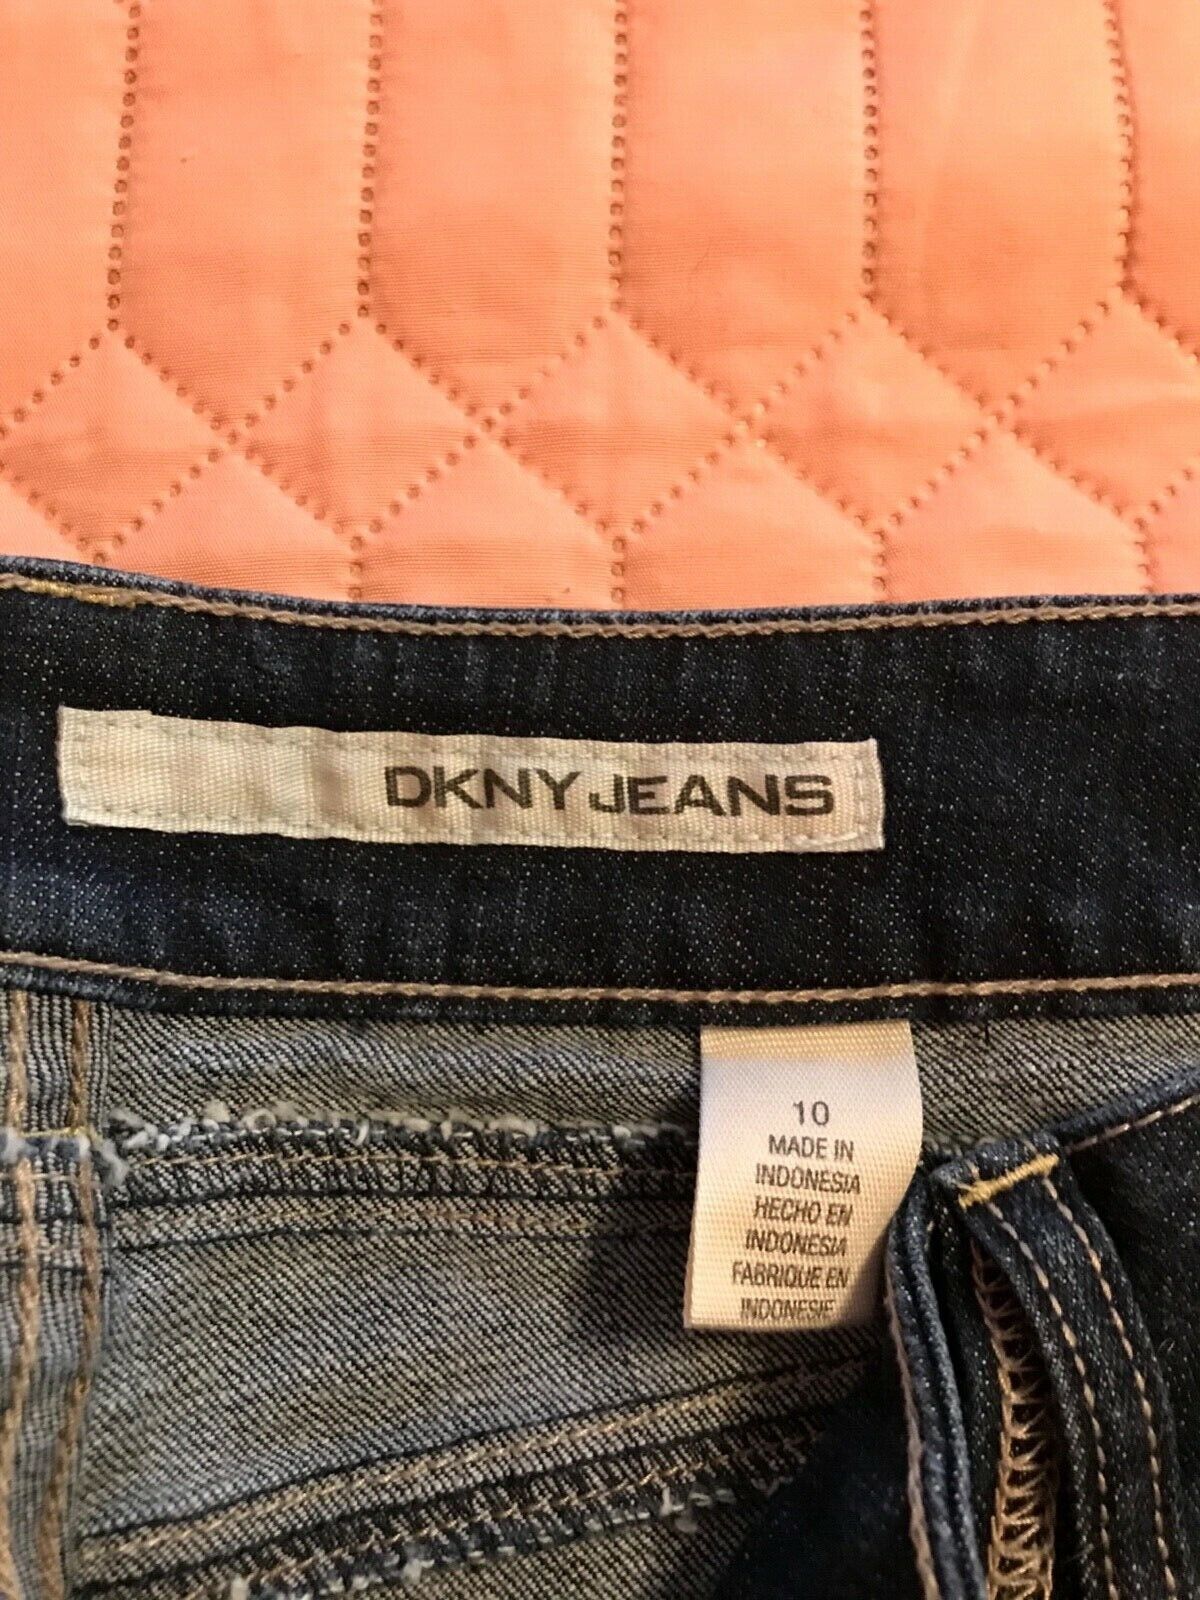 DKNY JEANS
10
MADE IN
INDONESIA
HECHO EN
INDONESIA
FABRIQUE EN
INDONESIE